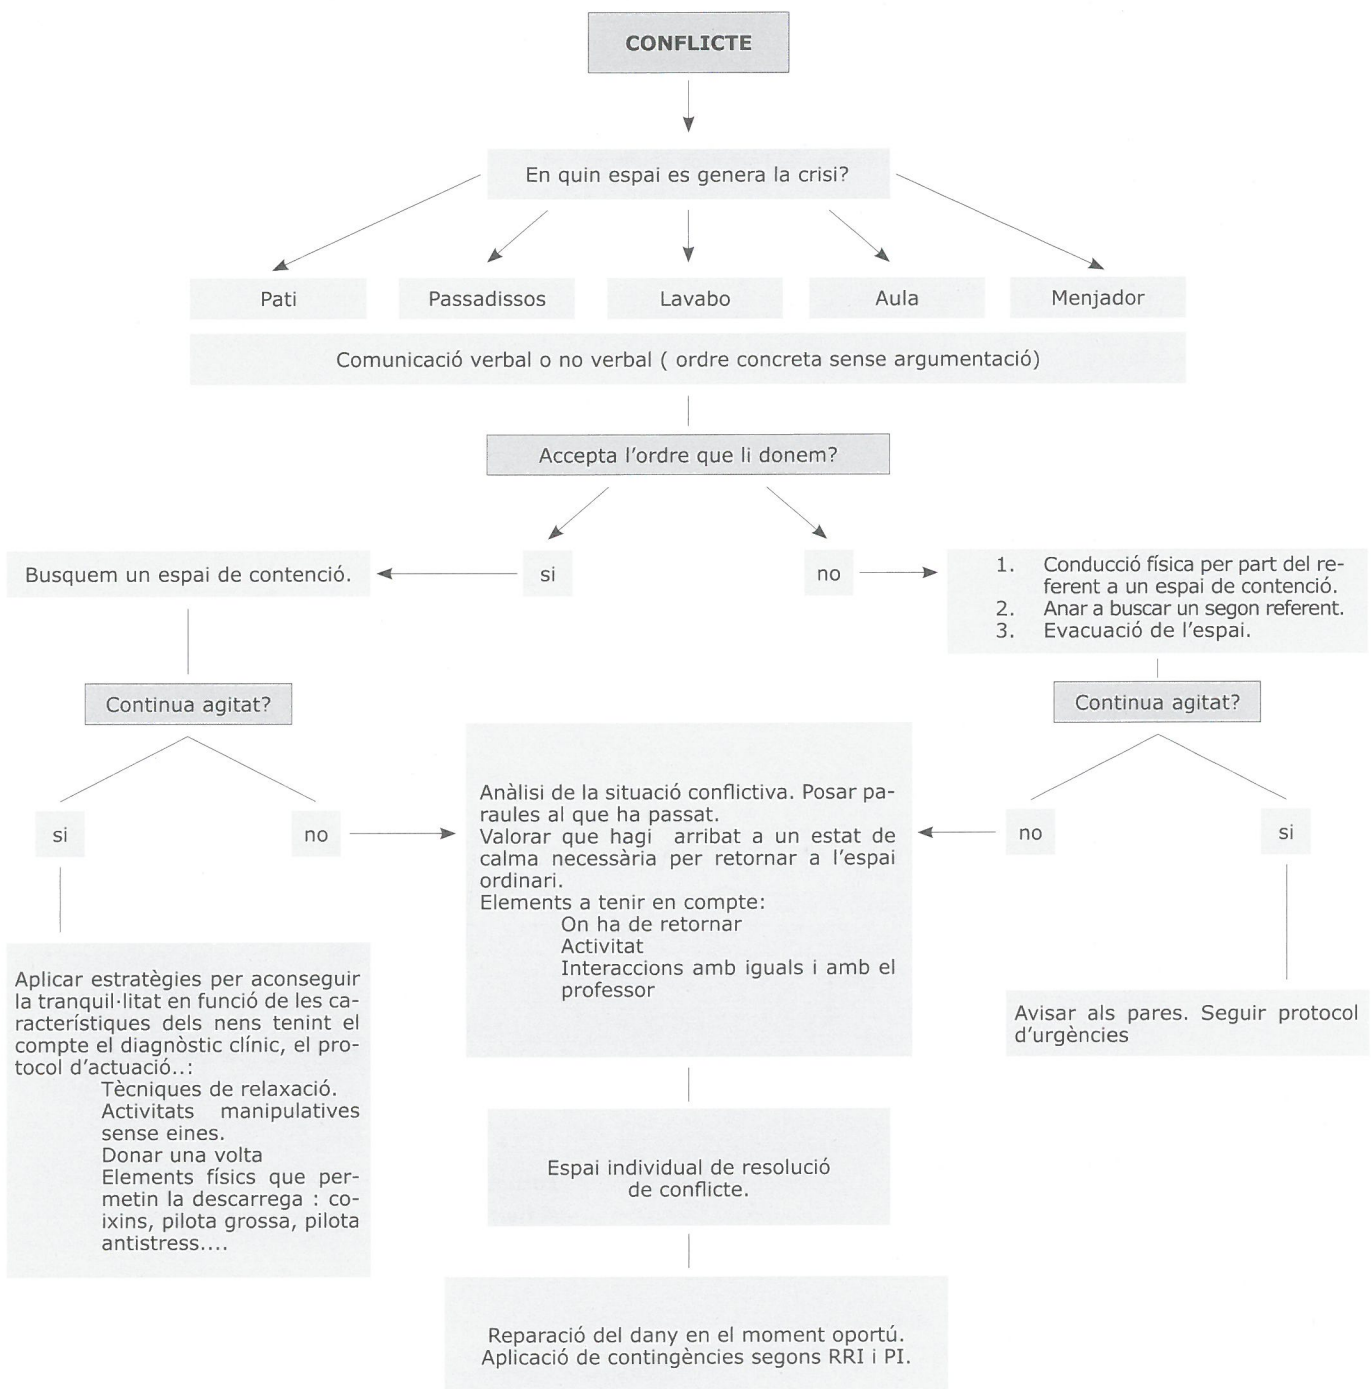 CONFLICTE
En quin espai es genera la crisi?
Pati
Passadissos
Lavabo
Aula
Menjador
Comunicació verbal o no verbal ( ordre concreta sense argumentació)
Accepta l'ordre que li donem?
Busquem un espai de contenció.
si
no
1. Conducció física per part del re-
ferent a un espai de contenció.
2. Anar a buscar un segon referent.
3. Evacuació de l'espai.
Continua agitat?
Continua agitat?
si
no
Anàlisi de la situació conflictiva. Posar pa-
raules al que ha passat.
Valorar que hagi arribat a un estat de
calma necessària per retornar a l'espai
ordinari.
Elements a tenir en compte:
On ha de retornar
Activitat
Interaccions amb iguals i amb el
professor
no
si
Aplicar estratègies per aconseguir
la tranquil·litat en funció de les ca-
racterístiques dels nens tenint el
compte el diagnòstic clínic, el pro-
tocol d'actuació..:
Tècniques de relaxació.
Activitats manipulatives
sense eines.
Donar una volta
Elements físics que per-
metin la descarrega : co-
ixins, pilota grossa, pilota
antistress....
Avisar als pares. Seguir protocol
d'urgències
Espai individual de resolució
de conflicte.
Reparació del dany en el moment oportú.
Aplicació de contingències segons RRI i PI.